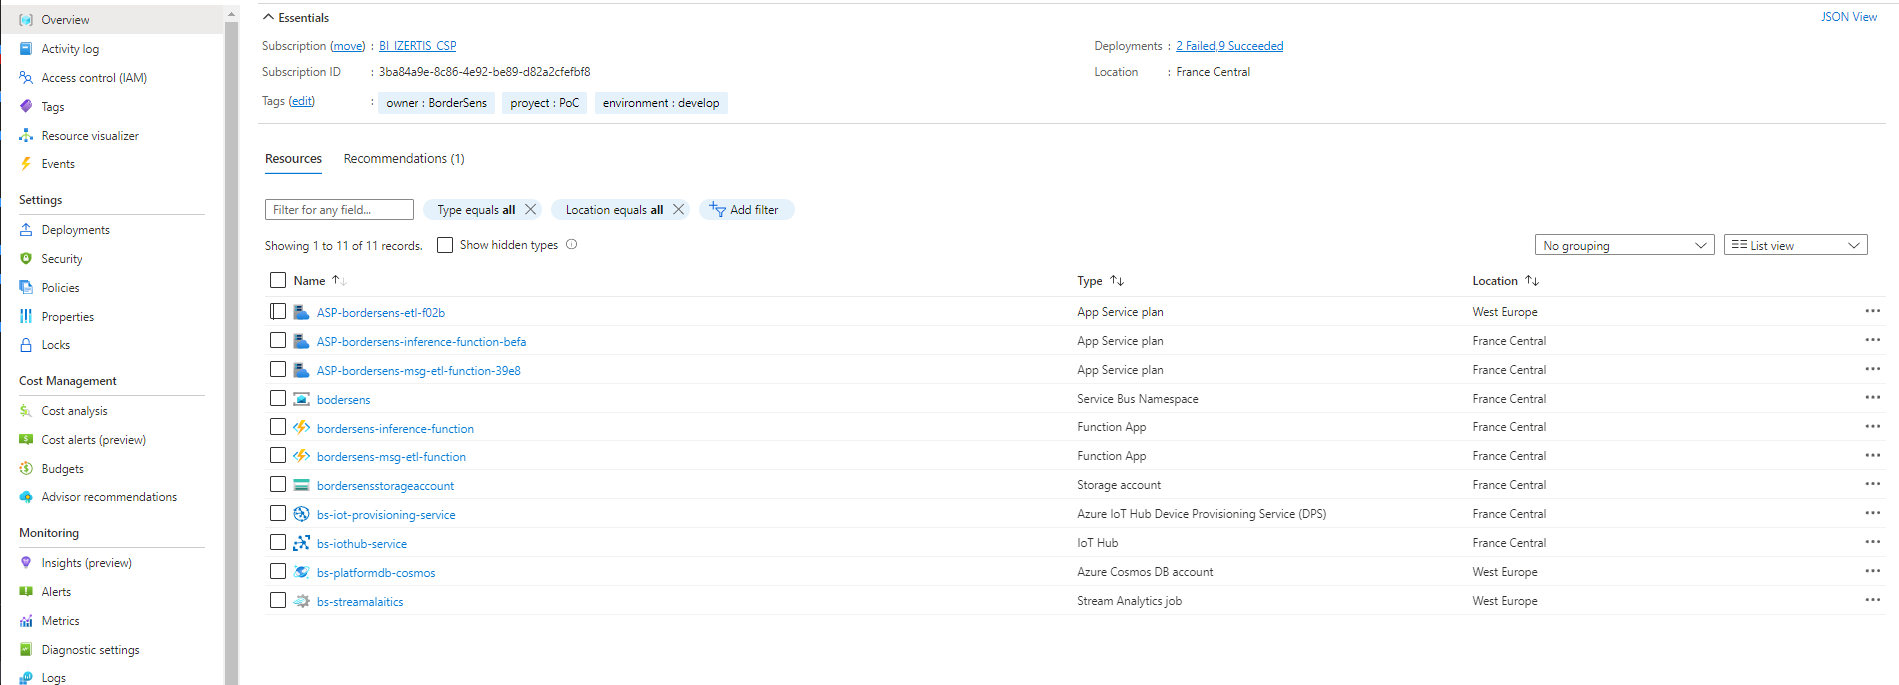 Overview
Activity log
Access control (IAM)
Tags
Resource visualizer
Events
Settings
Deployments
Security
Policies
Properties
Locks
Cost Management
Cost analysis
Cost alerts (preview)
Budgets
Advisor recommendations
Monitoring
Insights (preview)
Alerts
Metrics
Diagnostic settings
Logs
Essentials
JSON View
Subscription (move) : BI_IZERTIS_CSP
Deployments : 2 Failed,9 Succeeded
Subscription ID : 3ba84a9e-8c86-4e92-be89-d82a2cfefbf8
Location : France Central
Tags (edit) : owner : BorderSens proyect : PoC environment : develop
Resources Recommendations (1)
Filter for any field... Type equals all Location equals all Add filter
Showing 1 to 11 of 11 records. Show hidden types No grouping List view
Name Type Location
ASP-bordersens-etl-f02b App Service plan West Europe
ASP-bordersens-inference-function-befa App Service plan France Central
ASP-bordersens-msg-etl-function-39e8 App Service plan France Central
bodersens Service Bus Namespace France Central
bordersens-inference-function Function App France Central
bordersens-msg-etl-function Function App France Central
bordersensstorageaccount Storage account France Central
bs-iot-provisioning-service Azure IoT Hub Device Provisioning Service (DPS) France Central
bs-iothub-service IoT Hub France Central
bs-platformdb-cosmos Azure Cosmos DB account West Europe
bs-streamalaitics Stream Analytics job West Europe